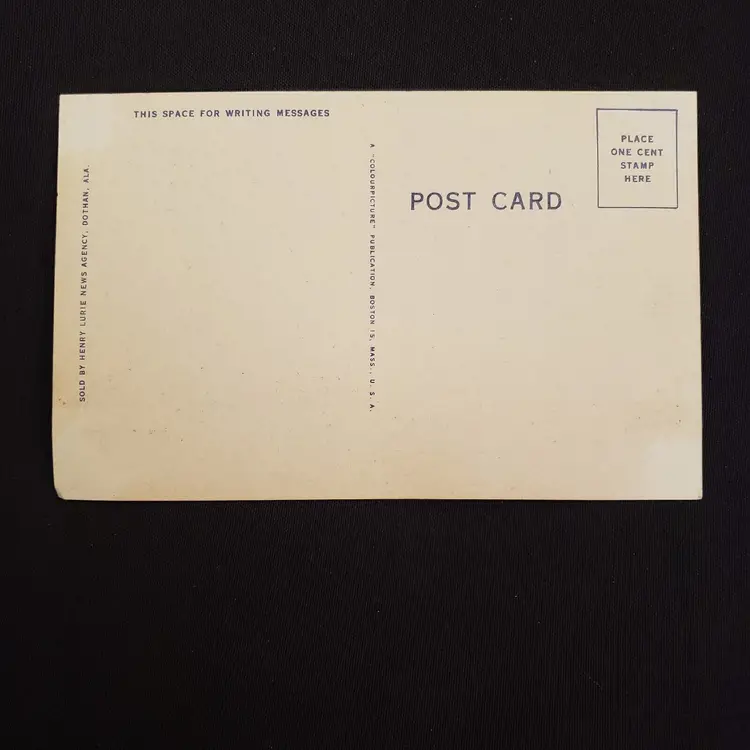 THIS SPACE FOR WRITING MESSAGES
SOLD BY HENRY LURIE NEWS AGENCY, DOTHAN, ALA.
A "COLOURPICTURE" PUBLICATION, BOSTON 15, MASS., U. S. A.
POST CARD
PLACE
ONE CENT
STAMP
HERE